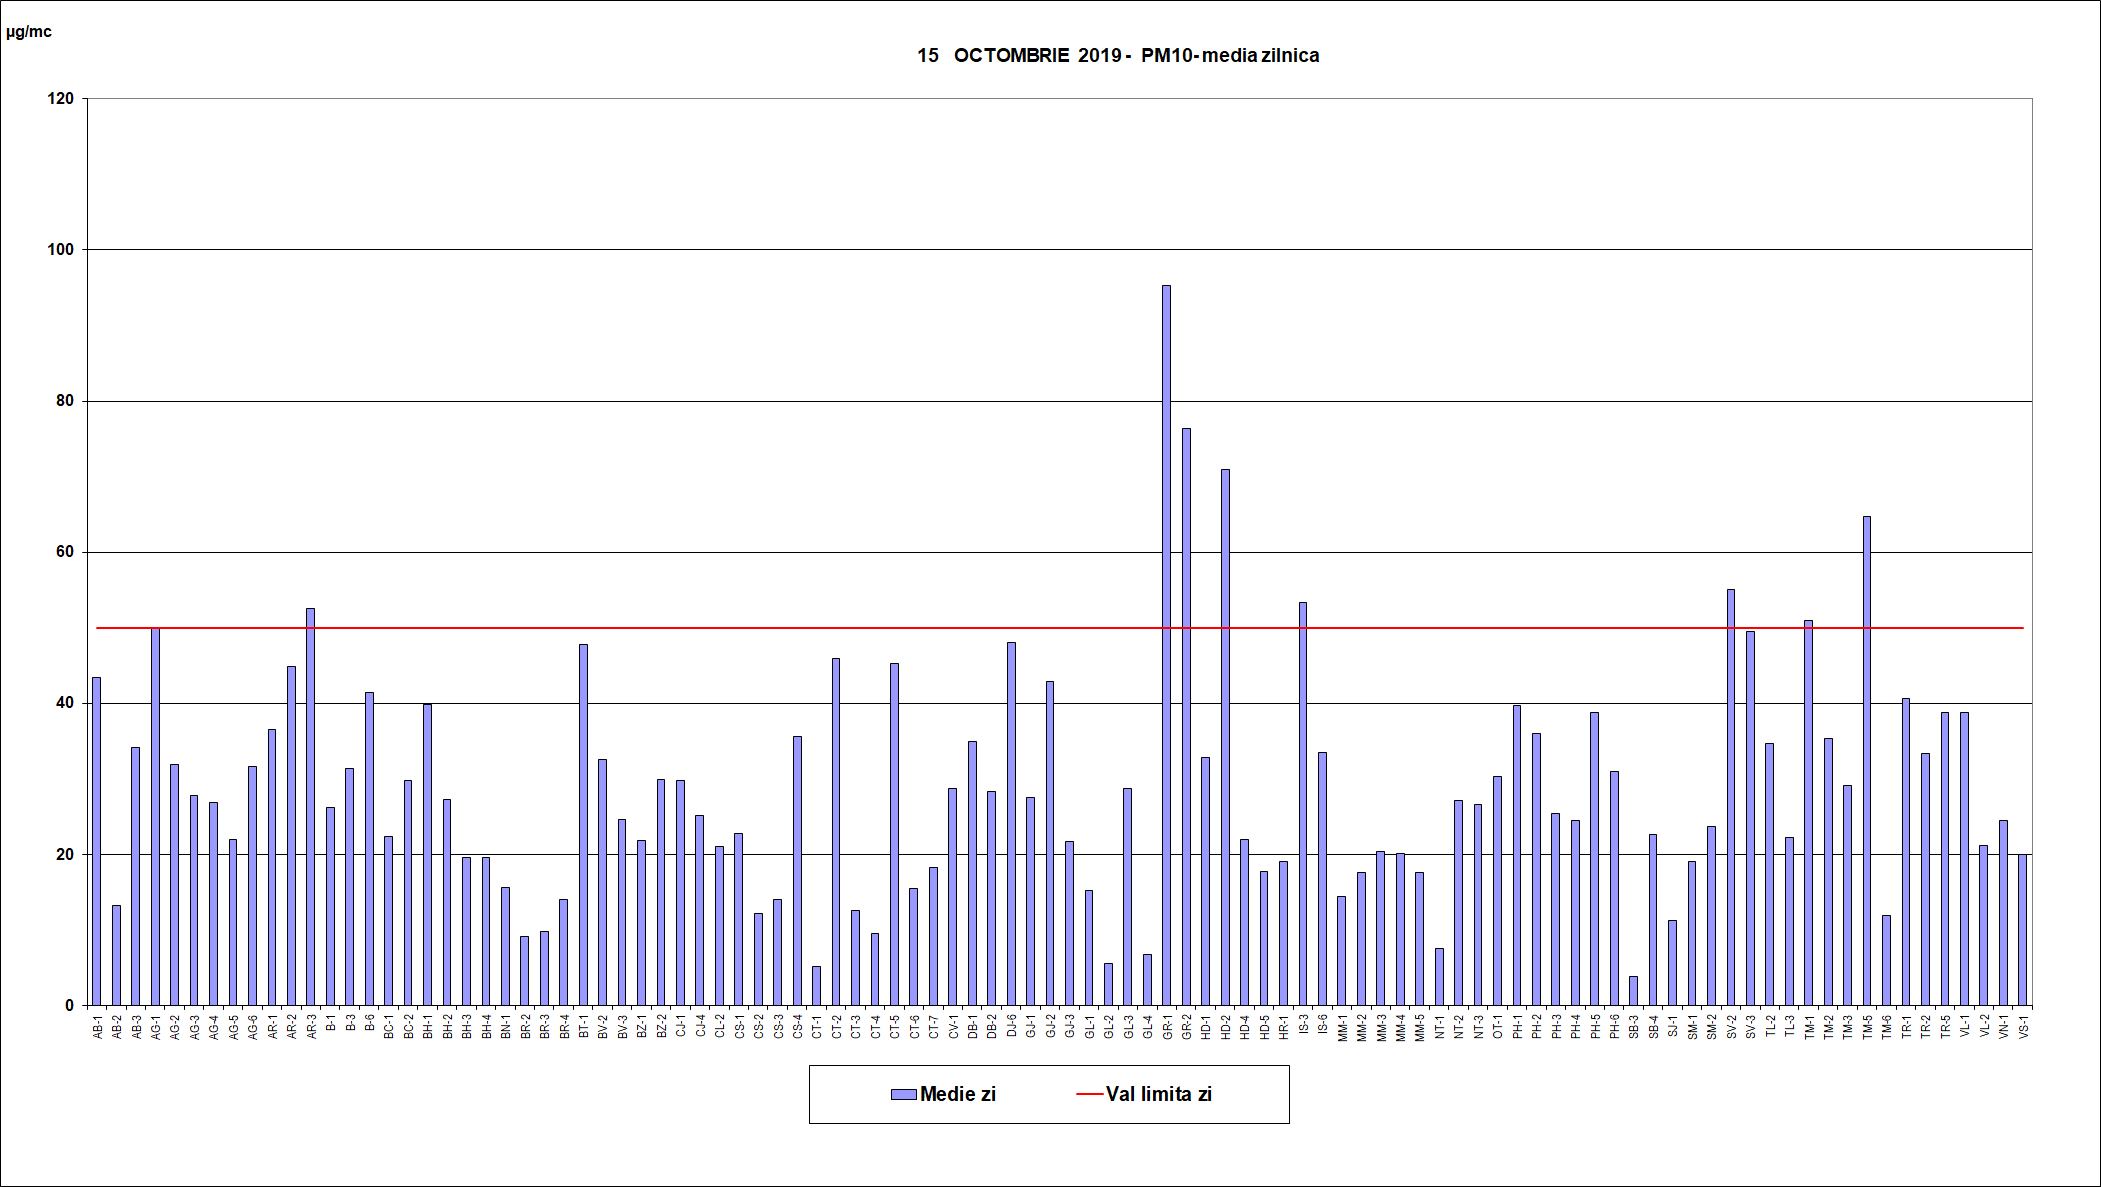 µg/mc
15 OCTOMBRIE 2019 - PM10- media zilnica
120
100
80
60
40
20
0
AB-1 AB-2 AB-3 AG-1 AG-2 AG-3 AG-4 AG-5 AG-6 AR-1 AR-2 AR-3 B-1 B-3 B-6 BC-1 BC-2 BH-1 BH-2 BH-3 BH-4 BN-1 BR-2 BR-3 BR-4 BT-1 BV-2 BV-3 BZ-1 BZ-2 CJ-1 CJ-4 CL-2 CS-1 CS-2 CS-3 CS-4 CT-1 CT-2 CT-3 CT-4 CT-5 CT-6 CT-7 CV-1 DB-1 DB-2 DJ-6 GJ-1 GJ-2 GJ-3 GL-1 GL-2 GL-3 GL-4 GR-1 GR-2 HD-1 HD-2 HD-4 HD-5 HR-1 IS-3 IS-6 MM-1 MM-2 MM-3 MM-4 MM-5 NT-1 NT-2 NT-3 OT-1 PH-1 PH-2 PH-3 PH-4 PH-5 PH-6 SB-3 SB-4 SJ-1 SM-1 SM-2 SV-2 SV-3 TL-2 TL-3 TM-1 TM-2 TM-3 TM-5 TM-6 TR-1 TR-2 TR-5 VL-1 VL-2 VN-1 VS-1
Medie zi Val limita zi